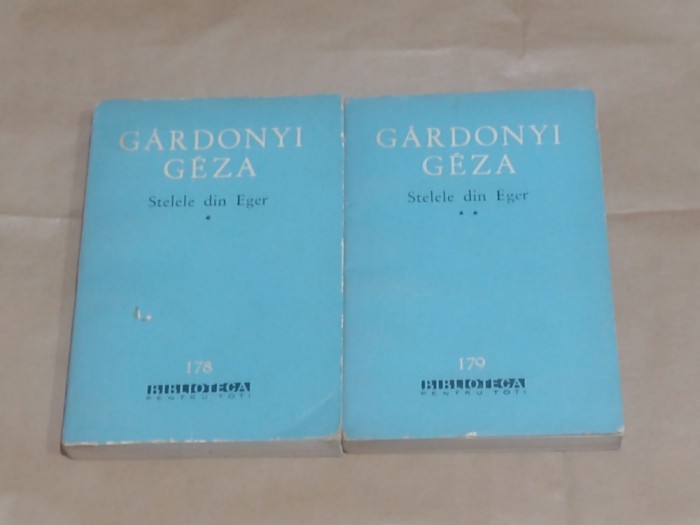 GÁRDONYI
GÉZA
Stelele din Eger
*
178
BIBLIOTECA
PENTRU TOȚI
GÁRDONYI
GÉZA
Stelele din Eger
* *
179
BIBLIOTECA
PENTRU TOȚI